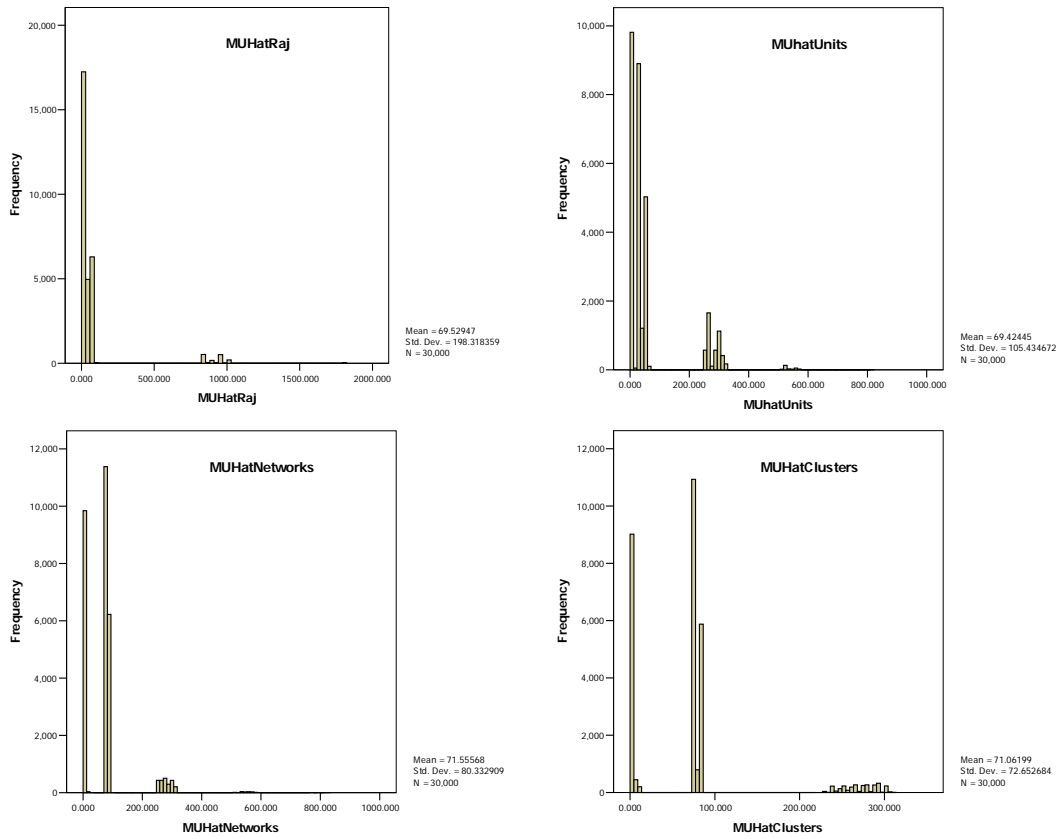 MUHatRaj
20,000
15,000
10,000
5,000
0
Frequency
0.000 500.000 1000.000 1500.000 2000.000
MUHatRaj
Mean = 69.52947
Std. Dev. = 198.318359
N = 30,000
MUhatUnits
10,000
8,000
6,000
4,000
2,000
0
Frequency
0.000 200.000 400.000 600.000 800.000 1000.000
MUhatUnits
Mean = 69.42445
Std. Dev. = 105.434672
N = 30,000
MUHatNetworks
12,000
10,000
8,000
6,000
4,000
2,000
0
Frequency
0.000 200.000 400.000 600.000 800.000 1000.000
MUHatNetworks
Mean = 71.55568
Std. Dev. = 80.332909
N = 30,000
MUHatClusters
12,000
10,000
8,000
6,000
4,000
2,000
0
Frequency
0.000 100.000 200.000 300.000
MUHatClusters
Mean = 71.06199
Std. Dev. = 72.652684
N = 30,000